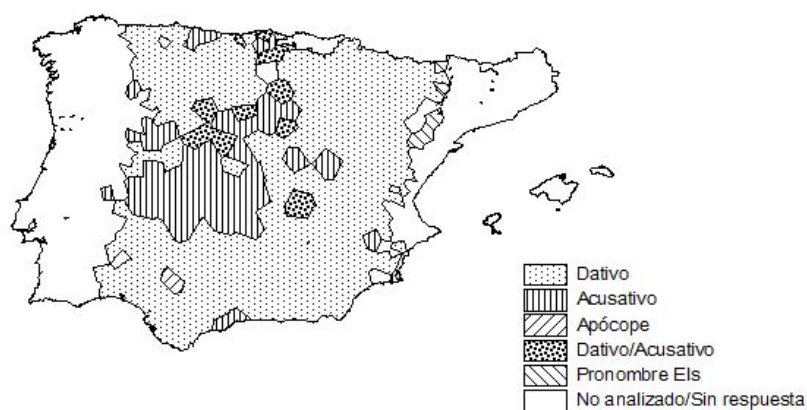 Dativo
Acusativo
Apócope
Dativo/Acusativo
Pronombre Els
No analizado/Sin respuesta